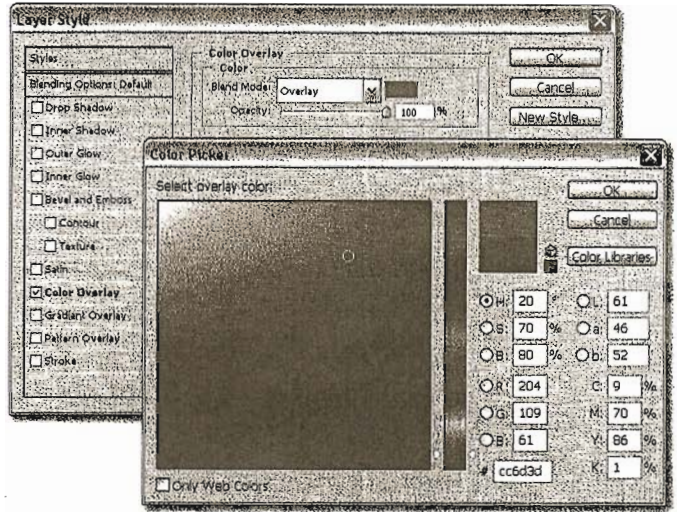 Layer Style
Styles
Blending Options: Default
Drop Shadow
Inner Shadow
Outer Glow
Inner Glow
Bevel and Emboss
Contour
Texture
Satin
Color Overlay
Gradient Overlay
Pattern Overlay
Stroke
Color Overlay
Color
Blend Mode: Overlay
Opacity: 100 %
OK
Cancel
New Style...
Color Picker
Select overlay color:
OK
Cancel
Color Libraries
H: 20 °
S: 70 %
B: 80 %
R: 204
G: 109
B: 61
# cc6d3d
L: 61
a: 46
b: 52
C: 9 %
M: 70 %
Y: 86 %
K: 1 %
Only Web Colors